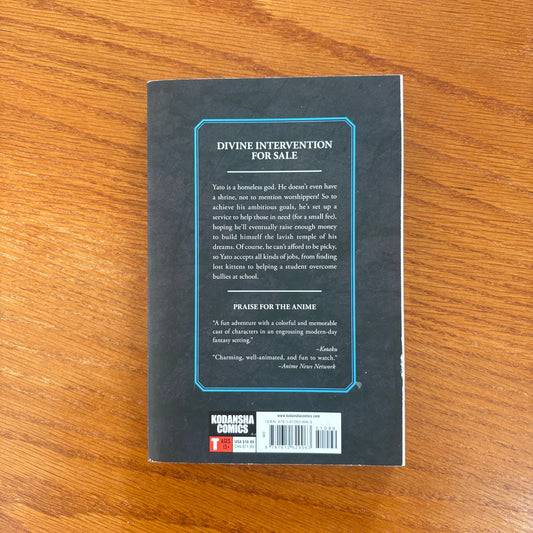 DIVINE INTERVENTION
FOR SALE
Yato is a homeless god. He doesn't even have
a shrine, not to mention worshippers! So to
achieve his ambitious goals, he's set up a
service to help those in need (for a small fee),
hoping he'll eventually raise enough money
to build himself the lavish temple of his
dreams. Of course, he can't afford to be picky,
so Yato accepts all kinds of jobs, from finding
lost kittens to helping a student overcome
bullies at school.
PRAISE FOR THE ANIME
"A fun adventure with a colorful and memorable
cast of characters in an engrossing modern-day
fantasy setting."
–Kotaku
"Charming, well-animated, and fun to watch."
–Anime News Network
www.kodanshacomics.com
KODANSHA
COMICS
T
AGES
13+